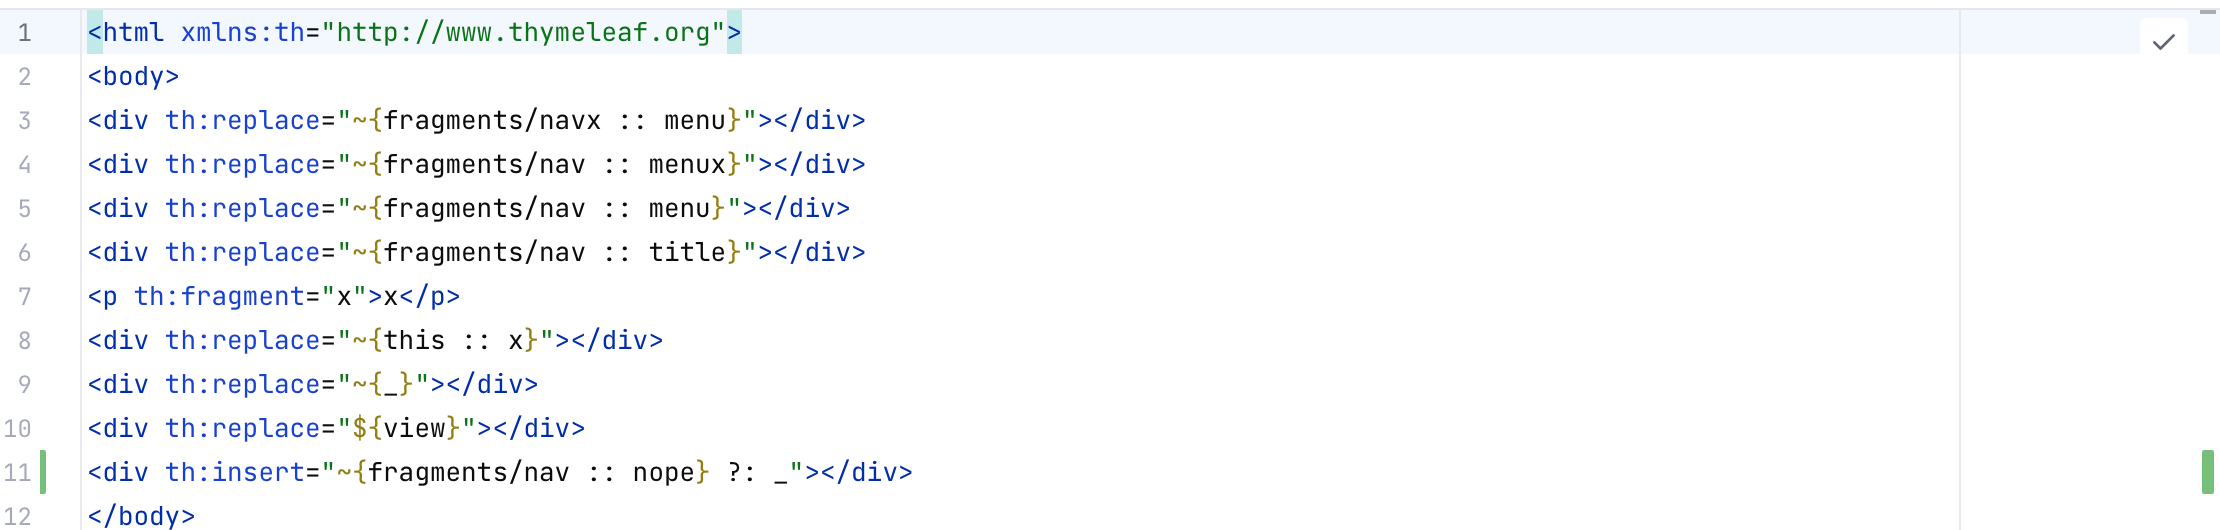 1 <html xmlns:th="http://www.thymeleaf.org">
2 <body>
3 <div th:replace="~{fragments/navx :: menu}"></div>
4 <div th:replace="~{fragments/nav :: menux}"></div>
5 <div th:replace="~{fragments/nav :: menu}"></div>
6 <div th:replace="~{fragments/nav :: title}"></div>
7 <p th:fragment="x">x</p>
8 <div th:replace="~{this :: x}"></div>
9 <div th:replace="~{_}"></div>
10 <div th:replace="${view}"></div>
11 <div th:insert="~{fragments/nav :: nope} ?: _"></div>
12 </body>